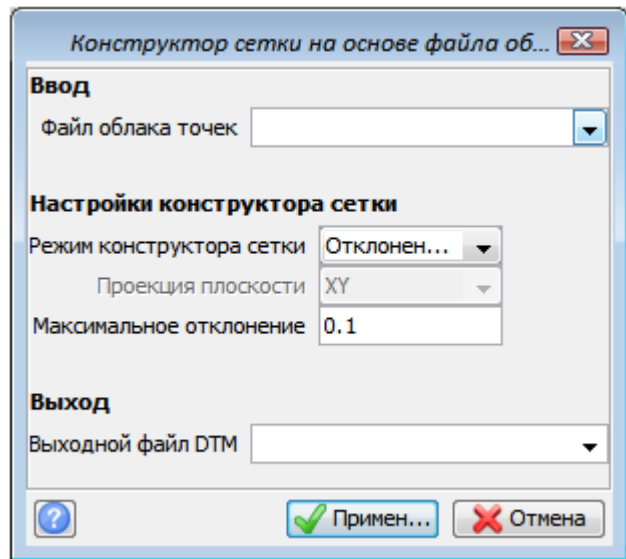 Конструктор сетки на основе файла об...
Ввод
Файл облака точек
Настройки конструктора сетки
Режим конструктора сетки Отклонен...
Проекция плоскости XY
Максимальное отклонение 0.1
Выход
Выходной файл DTM
? Примен... Отмена